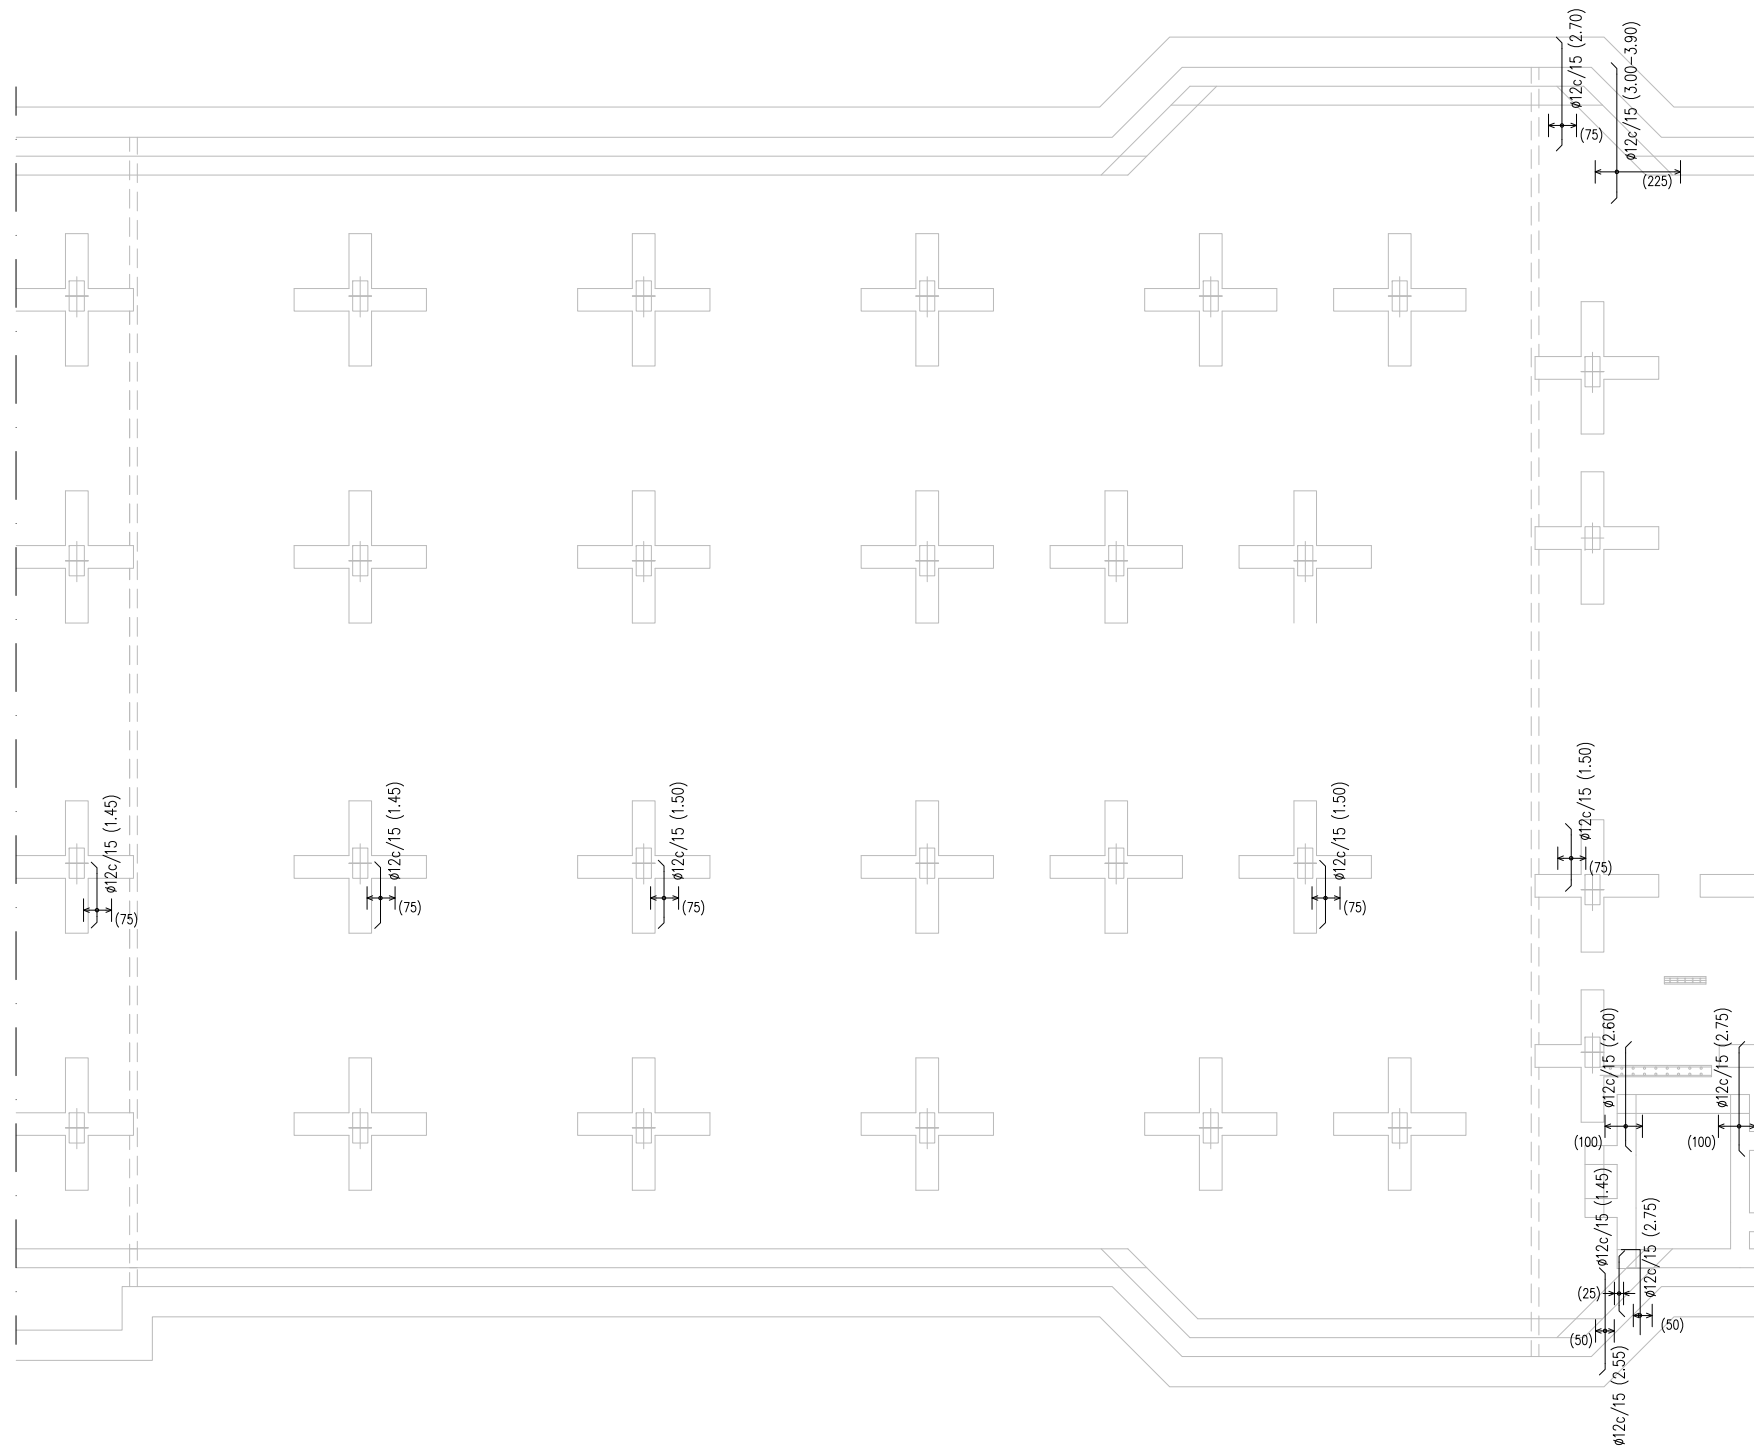 ø12c/15 (2.70)
(75)
ø12c/15 (3.00-3.90)
(225)
ø12c/15 (1.45)
(75)
ø12c/15 (1.45)
(75)
ø12c/15 (1.50)
(75)
ø12c/15 (1.50)
(75)
ø12c/15 (1.50)
(75)
ø12c/15 (2.60)
(100)
ø12c/15 (2.75)
(100)
ø12c/15 (1.45)
(25)
ø12c/15 (2.75)
(50)
(50)
ø12c/15 (2.55)